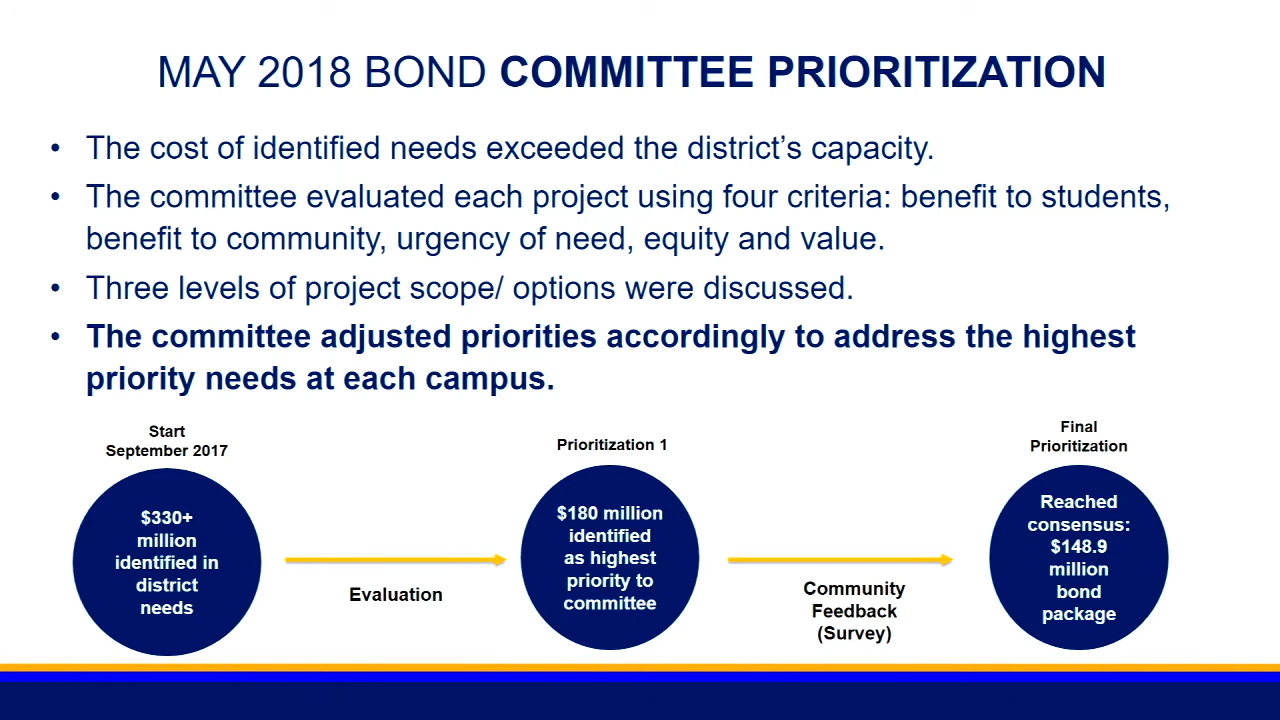 MAY 2018 BOND COMMITTEE PRIORITIZATION
• The cost of identified needs exceeded the district’s capacity.
• The committee evaluated each project using four criteria: benefit to students,
benefit to community, urgency of need, equity and value.
• Three levels of project scope/ options were discussed.
• The committee adjusted priorities accordingly to address the highest
priority needs at each campus.
Start
September 2017
$330+
million
identified in
district
needs
Evaluation
Prioritization 1
$180 million
identified
as highest
priority to
committee
Community
Feedback
(Survey)
Final
Prioritization
Reached
consensus:
$148.9
million
bond
package